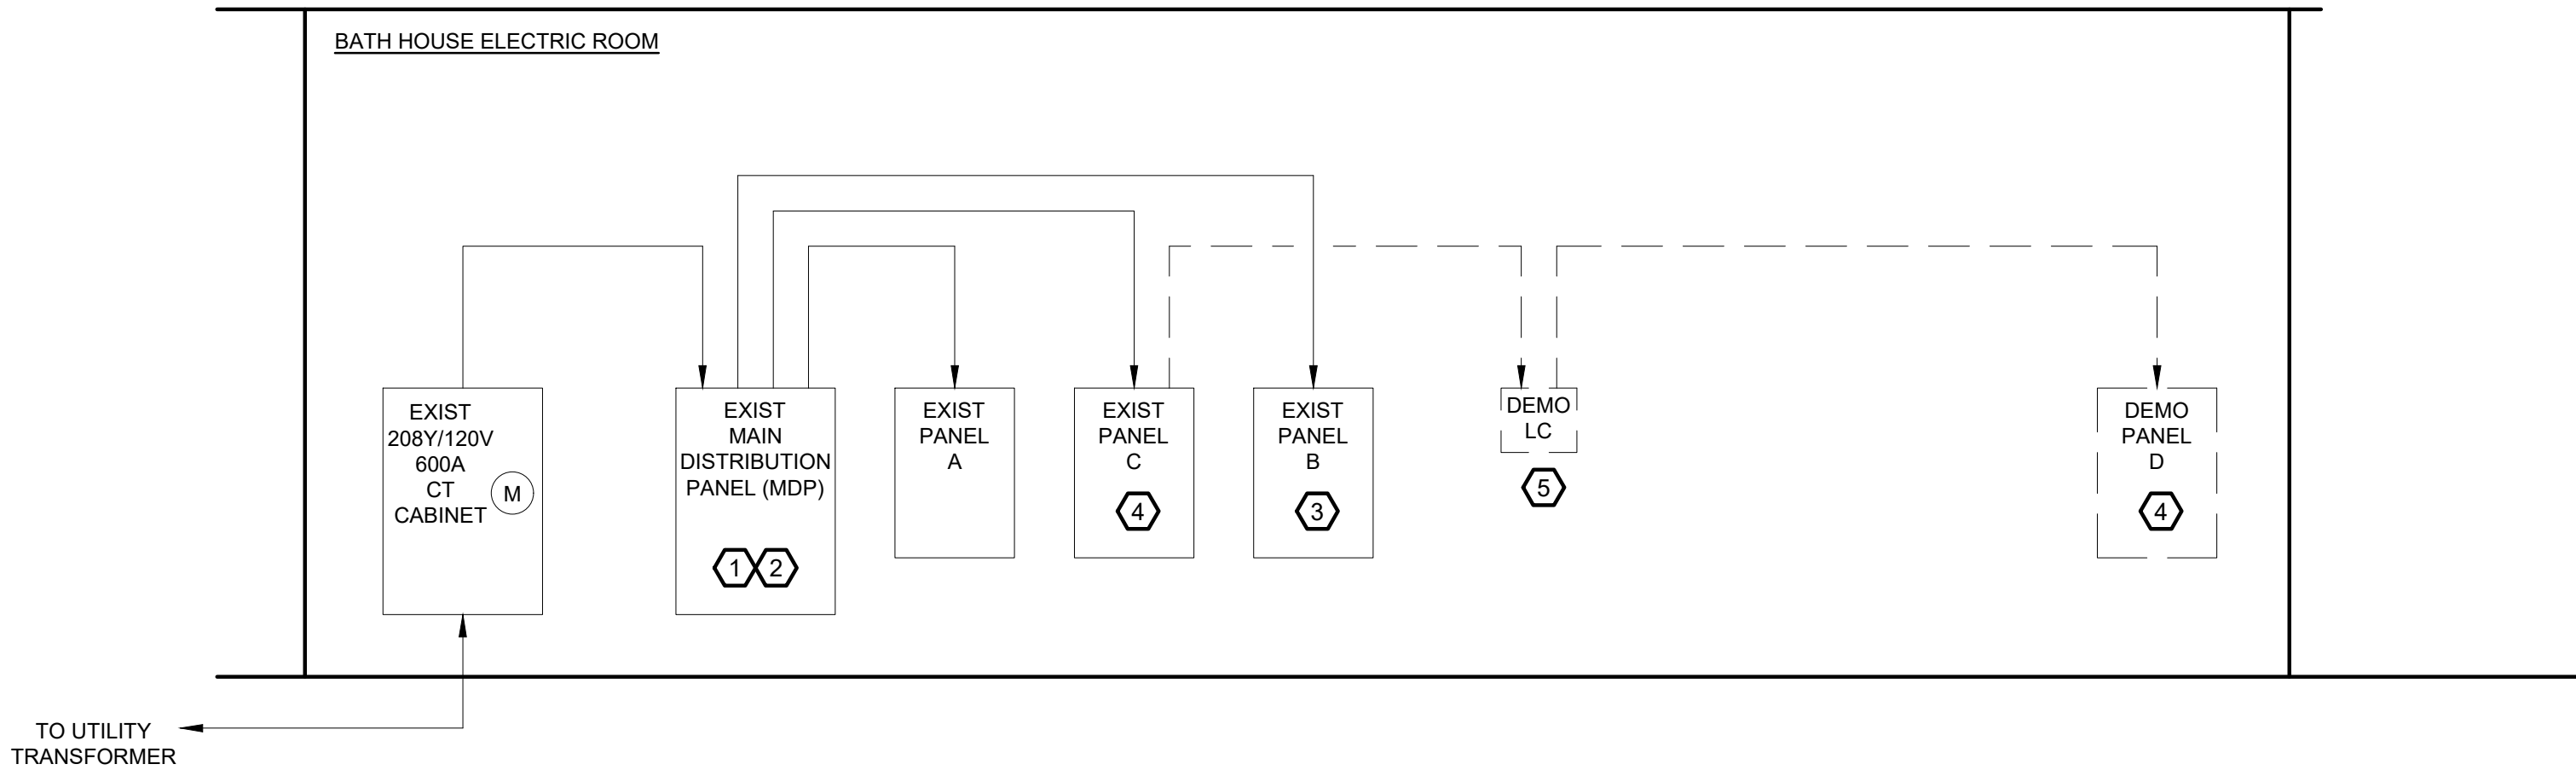 BATH HOUSE ELECTRIC ROOM
EXIST
208Y/120V
600A
CT
CABINET
M
EXIST
MAIN
DISTRIBUTION
PANEL (MDP)
1 2
EXIST
PANEL
A
EXIST
PANEL
C
4
EXIST
PANEL
B
3
DEMO
LC
5
DEMO
PANEL
D
4
TO UTILITY
TRANSFORMER